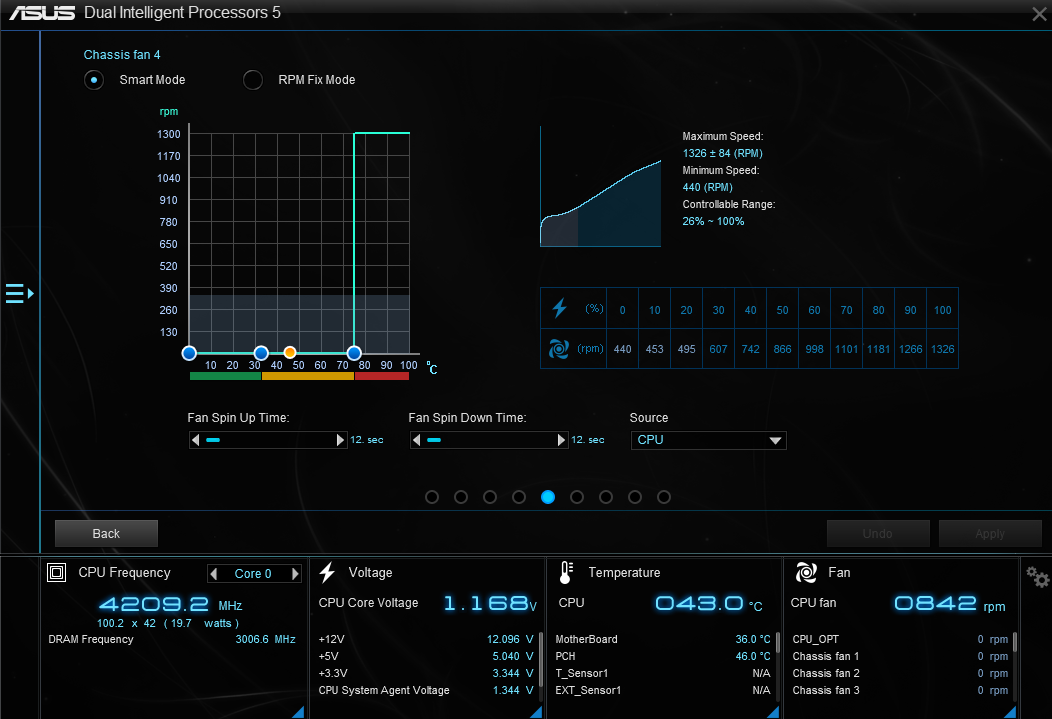 ASUS Dual Intelligent Processors 5
Chassis fan 4
Smart Mode RPM Fix Mode
rpm
1300
1170
1040
910
780
650
520
390
260
130
10 20 30 40 50 60 70 80 90 100 °C
Maximum Speed:
1326 ± 84 (RPM)
Minimum Speed:
440 (RPM)
Controllable Range:
26% ~ 100%
(%) 0 10 20 30 40 50 60 70 80 90 100
(rpm) 440 453 495 607 742 866 998 1101 1181 1266 1326
Fan Spin Up Time: Fan Spin Down Time: Source
12. sec 12. sec CPU
Back Undo Apply
CPU Frequency Core 0
4209.2 MHz
100.2 x 42 ( 19.7 watts )
DRAM Frequency 3006.6 MHz
Voltage
CPU Core Voltage 1.168 V
+12V 12.096 V
+5V 5.040 V
+3.3V 3.344 V
CPU System Agent Voltage 1.344 V
Temperature
CPU 043.0 °C
MotherBoard 36.0 °C
PCH 46.0 °C
T_Sensor1 N/A
EXT_Sensor1 N/A
Fan
CPU fan 0842 rpm
CPU_OPT 0 rpm
Chassis fan 1 0 rpm
Chassis fan 2 0 rpm
Chassis fan 3 0 rpm